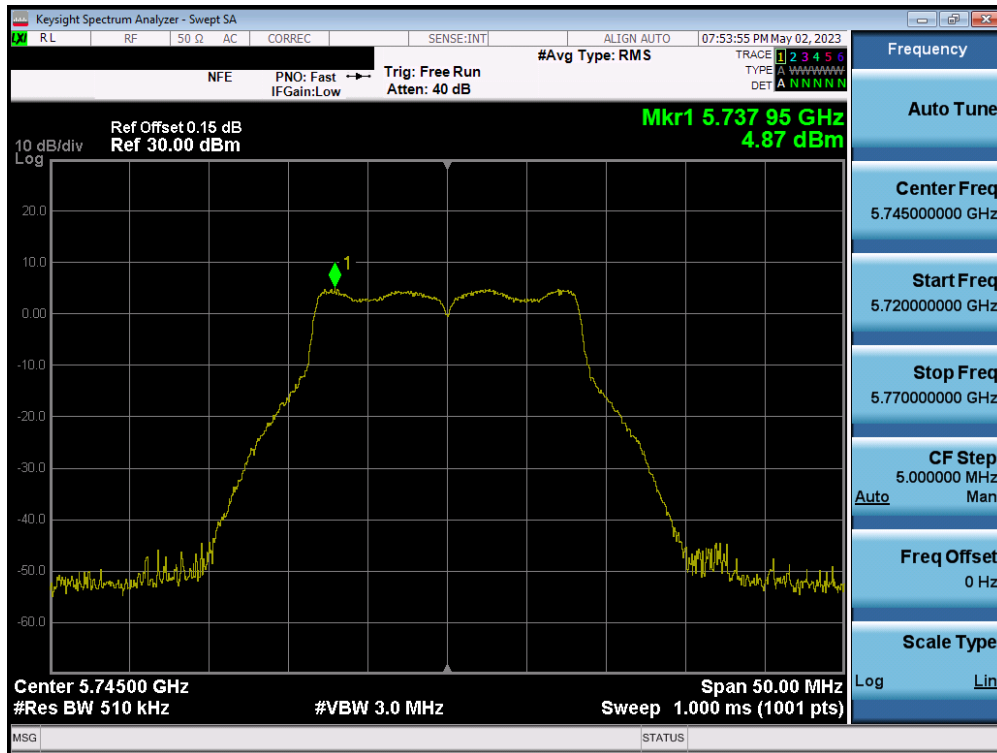 Keysight Spectrum Analyzer - Swept SA
LXI RL RF 50 Ω AC CORREC SENSE:INT ALIGN AUTO 07:53:55 PM May 02, 2023
NFE PNO: Fast Trig: Free Run #Avg Type: RMS TRACE 1 2 3 4 5 6
IFGain:Low Atten: 40 dB TYPE A WWWWW
DET A N N N N N
Frequency
Ref Offset 0.15 dB Mkr1 5.737 95 GHz
10 dB/div Ref 30.00 dBm 4.87 dBm
Log
1
20.0
10.0
0.00
-10.0
-20.0
-30.0
-40.0
-50.0
-60.0
Center 5.74500 GHz Span 50.00 MHz
#Res BW 510 kHz #VBW 3.0 MHz Sweep 1.000 ms (1001 pts)
MSG STATUS
Auto Tune
Center Freq
5.745000000 GHz
Start Freq
5.720000000 GHz
Stop Freq
5.770000000 GHz
CF Step
5.000000 MHz
Auto Man
Freq Offset
0 Hz
Scale Type
Log Lin